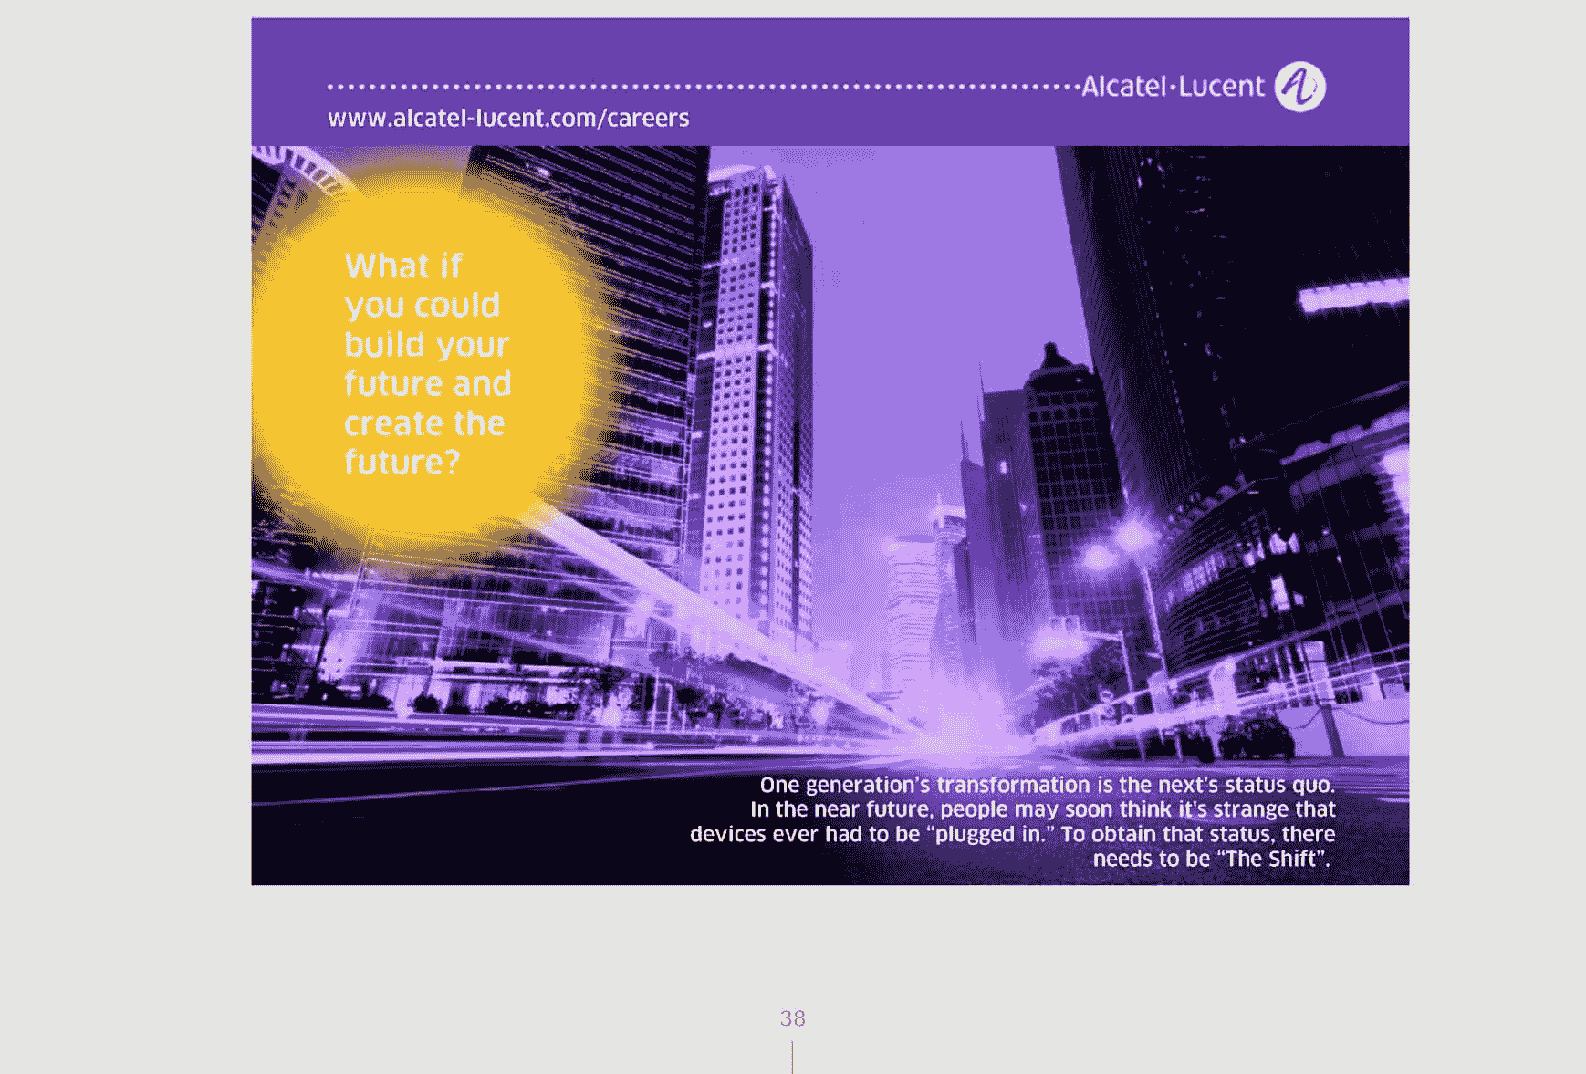 Alcatel·Lucent
www.alcatel-lucent.com/careers
What if
you could
build your
future and
create the
future?
One generation's transformation is the next's status quo.
In the near future, people may soon think it's strange that
devices ever had to be “plugged in.” To obtain that status, there
needs to be “The Shift”.
38